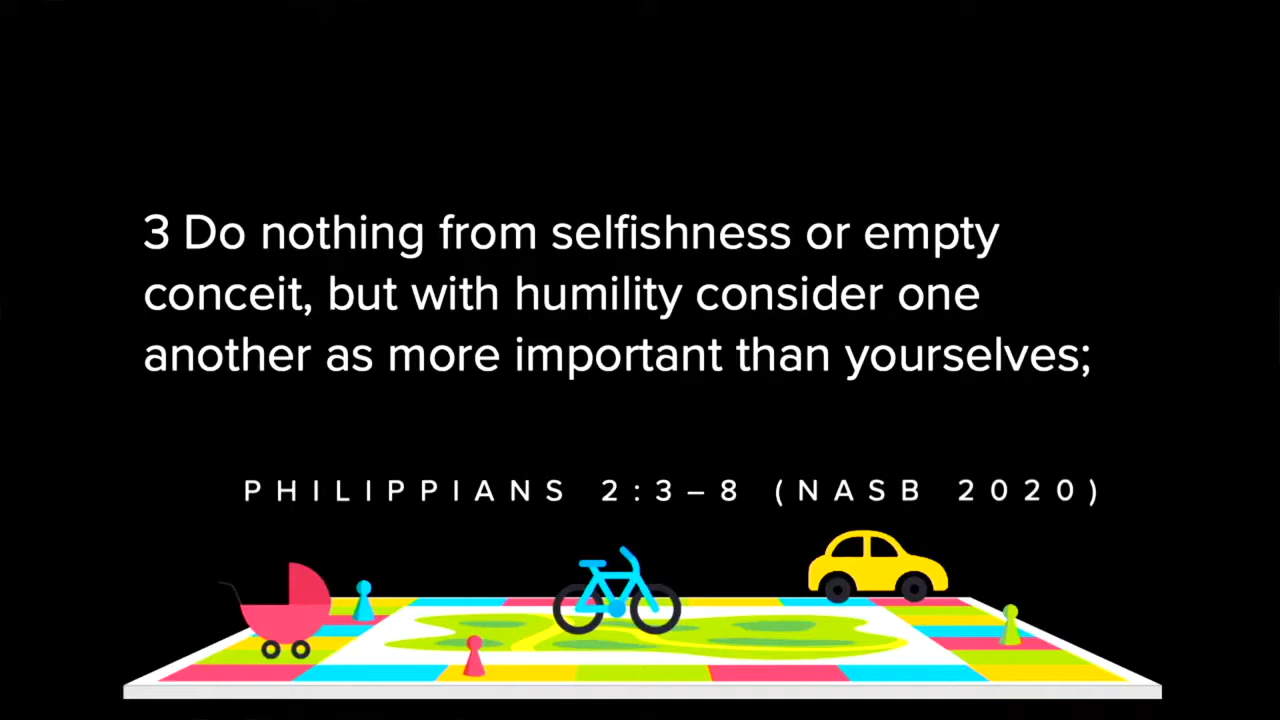 3 Do nothing from selfishness or empty
conceit, but with humility consider one
another as more important than yourselves;
PHILIPPIANS 2:3–8 (NASB 2020)